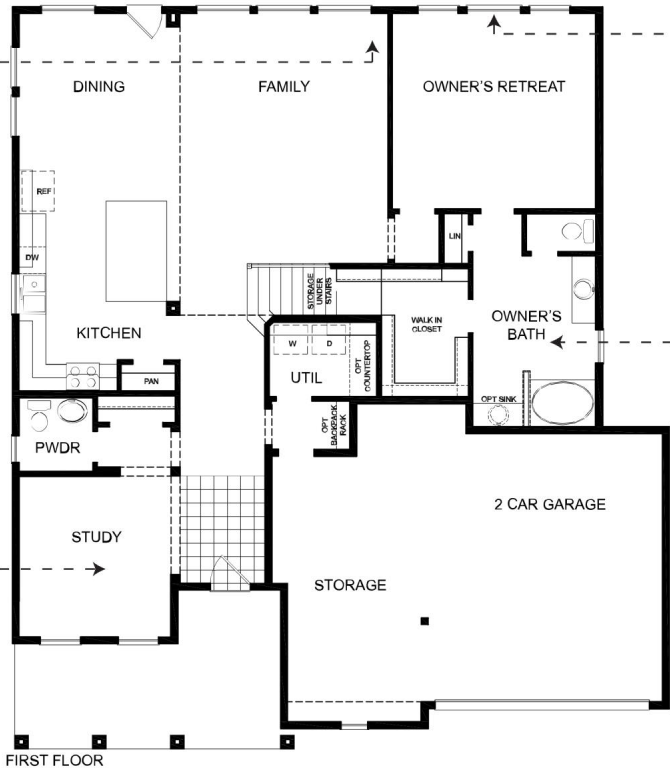 DINING
FAMILY
OWNER'S RETREAT
REF
LIN
DW
STORAGE
UNDER
STAIRS
WALK IN
CLOSET
OWNER'S
BATH
KITCHEN
W
D
OPT
COUNTERTOP
UTIL
PAN
OPT SINK
OPT
BACKPACK
RACK
PWDR
2 CAR GARAGE
STUDY
STORAGE
FIRST FLOOR